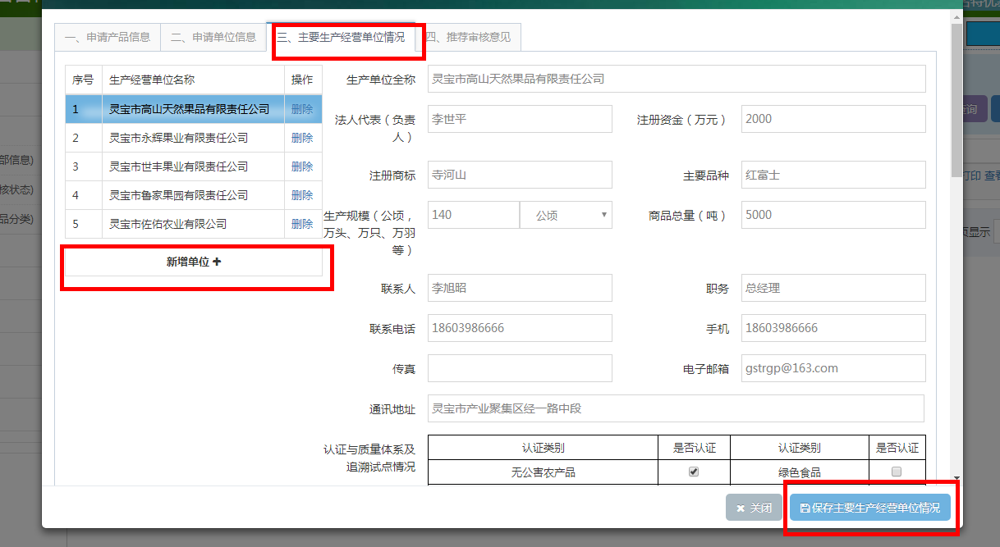 名特优新
一、申请产品信息
二、申请单位信息
三、主要生产经营单位情况
四、推荐审核意见
序号 生产经营单位名称 操作
1 灵宝市高山天然果品有限责任公司 删除
2 灵宝市永辉果业有限责任公司 删除
3 灵宝市世丰果业有限责任公司 删除
4 灵宝市鲁家果园有限责任公司 删除
5 灵宝市佐佑农业有限公司 删除
新增单位
生产单位全称 灵宝市高山天然果品有限责任公司
法人代表（负责
人） 李世平
注册资金（万元） 2000
注册商标 寺河山
主要品种 红富士
生产规模（公顷，
万头、万只、万羽
等） 140 公顷
商品总量（吨） 5000
联系人 李旭昭
职务 总经理
联系电话 18603986666
手机 18603986666
传真
电子邮箱 gstrgp@163.com
通讯地址 灵宝市产业聚集区经一路中段
认证与质量体系及
追溯试点情况
认证类别 是否认证 认证类别 是否认证
无公害农产品 绿色食品
关闭
保存主要生产经营单位情况
部信息)
核状态)
品分类)
查询
打印 查看
页显示